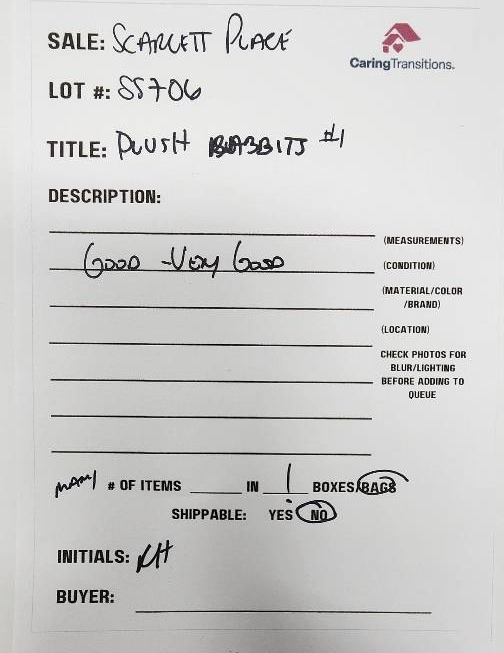 SALE: SCARLETT PLACE
CaringTransitions.
LOT #: SS706
TITLE: PLUSH RABBITS #1
DESCRIPTION:
(MEASUREMENTS)
GOOD - VERY GOOD (CONDITION)
(MATERIAL/COLOR
/BRAND)
(LOCATION)
CHECK PHOTOS FOR
BLUR/LIGHTING
BEFORE ADDING TO
QUEUE
MANY # OF ITEMS IN 1 BOXES/BAGS
SHIPPABLE: YES NO
INITIALS: KH
BUYER: